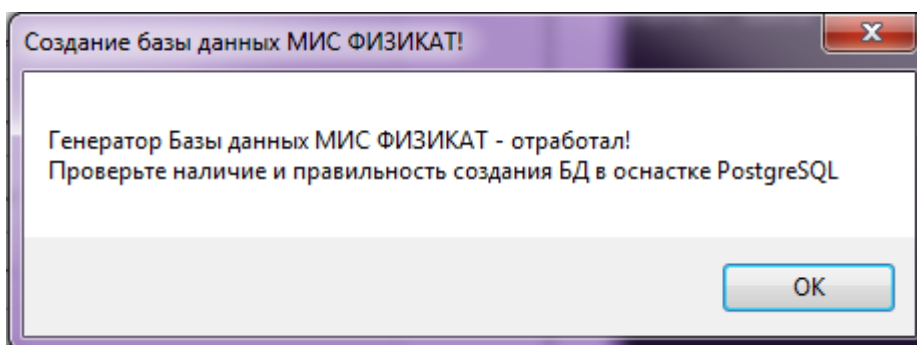 Создание базы данных МИС ФИЗИКАТ!
Генератор Базы данных МИС ФИЗИКАТ - отработал!
Проверьте наличие и правильность создания БД в оснастке PostgreSQL
OK